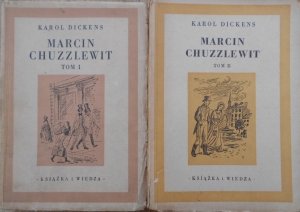 KAROL DICKENS
MARCIN
CHUZZLEWIT
TOM I
KSIĄŻKA I WIEDZA
KAROL DICKENS
MARCIN
CHUZZLEWIT
TOM II
KSIĄŻKA I WIEDZA